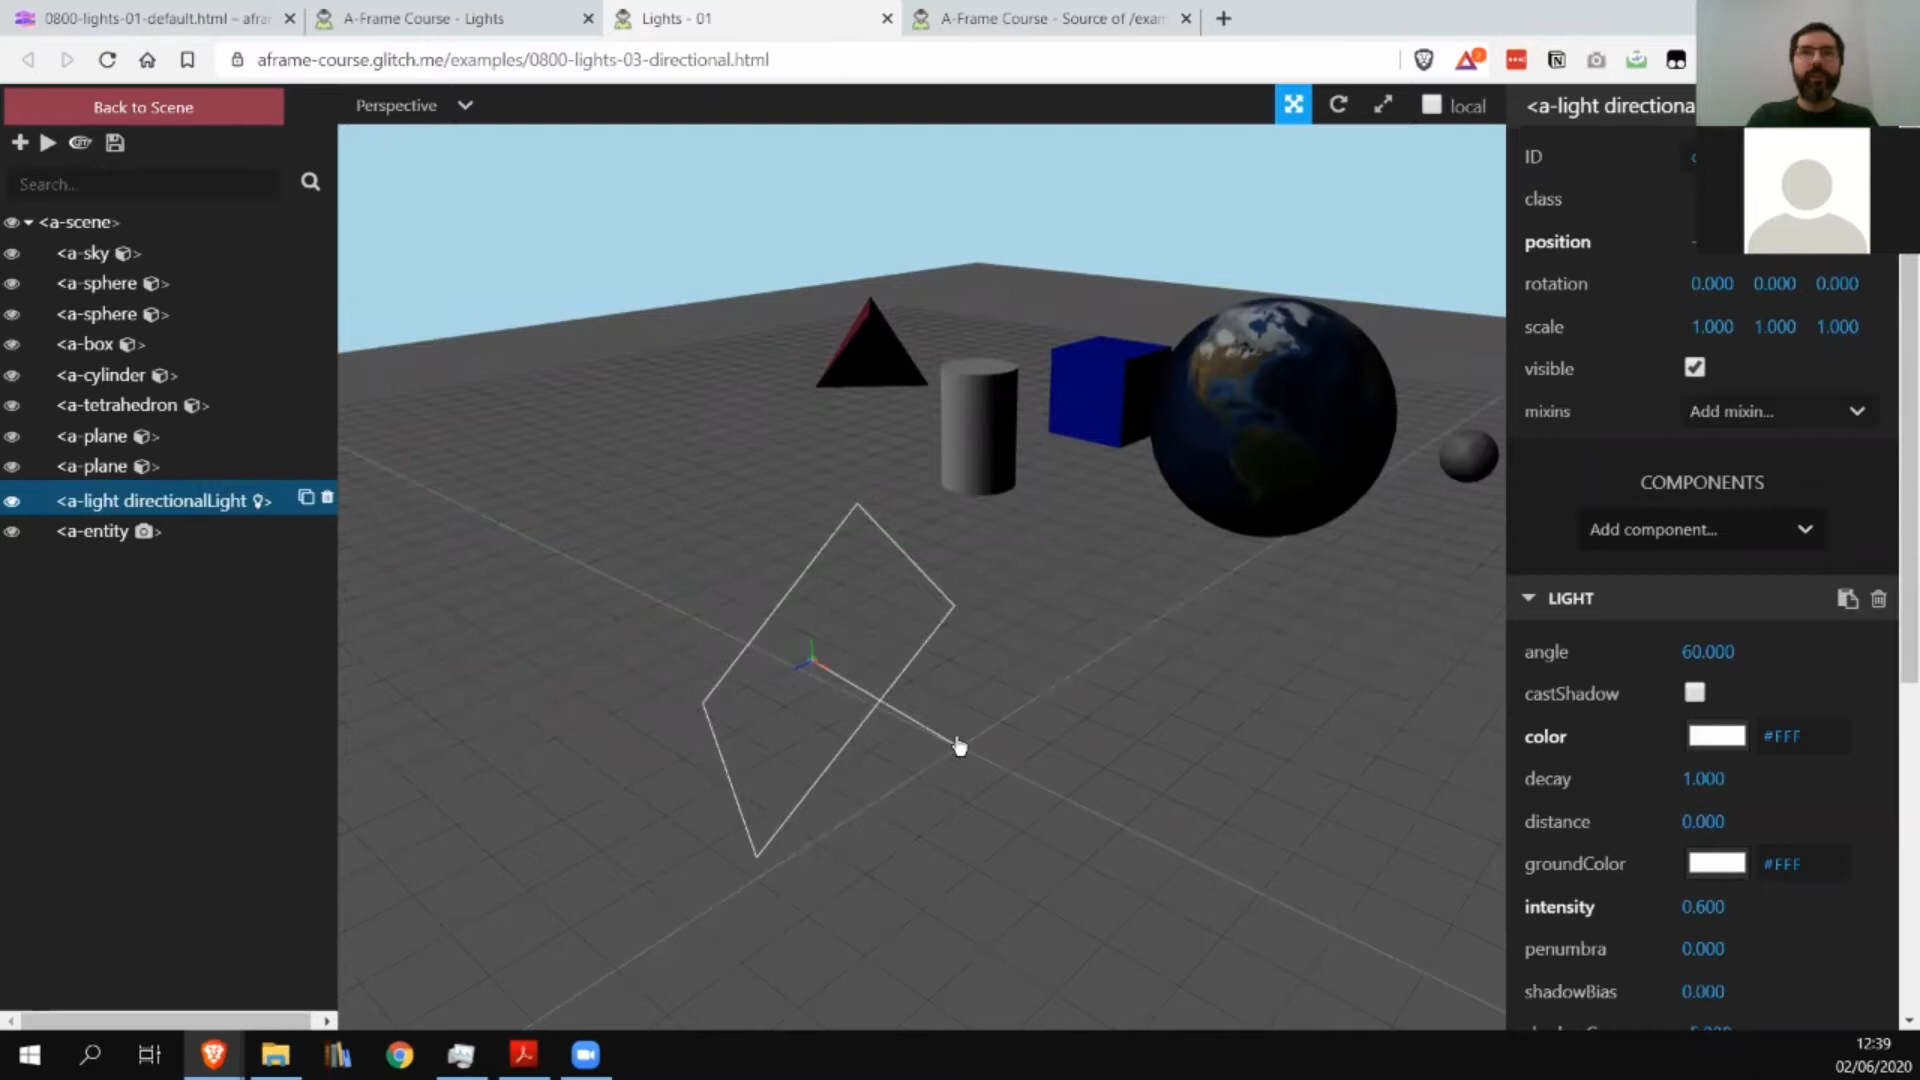 0800-lights-01-default.html – afra
A-Frame Course - Lights
Lights - 01
A-Frame Course - Source of /exam
aframe-course.glitch.me/examples/0800-lights-03-directional.html
Back to Scene
Perspective
local
<a-light directiona
Search...
<a-scene>
<a-sky >
<a-sphere >
<a-sphere >
<a-box >
<a-cylinder >
<a-tetrahedron >
<a-plane >
<a-plane >
<a-light directionalLight >
<a-entity >
ID
class
position
rotation 0.000 0.000 0.000
scale 1.000 1.000 1.000
visible
mixins Add mixin...
COMPONENTS
Add component...
LIGHT
angle 60.000
castShadow
color #FFF
decay 1.000
distance 0.000
groundColor #FFF
intensity 0.600
penumbra 0.000
shadowBias 0.000
12:39
02/06/2020